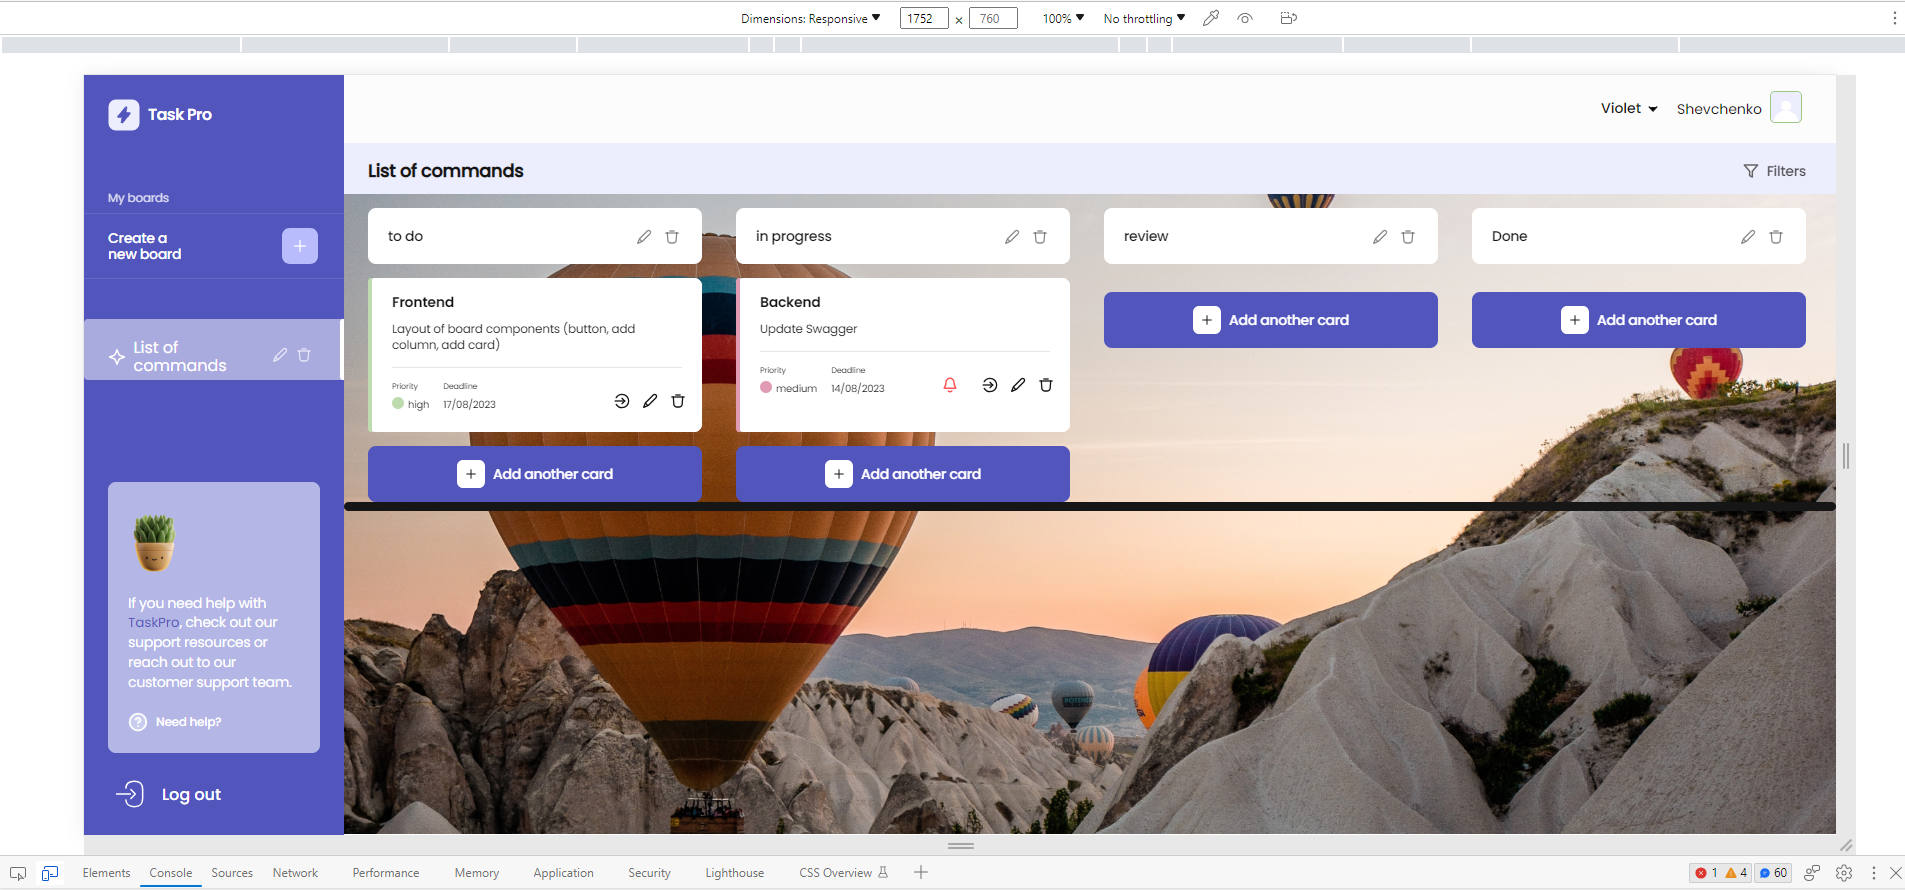 Dimensions: Responsive 1752 × 760 100% No throttling
Task Pro
Violet Shevchenko
List of commands
Filters
My boards
Create a
new board
List of
commands
to do
in progress
review
Done
Frontend
Layout of board components (button, add
column, add card)
Priority Deadline
high 17/08/2023
Add another card
Backend
Update Swagger
Priority Deadline
medium 14/08/2023
Add another card
Add another card
Add another card
If you need help with
TaskPro, check out our
support resources or
reach out to our
customer support team.
Need help?
Log out
Elements Console Sources Network Performance Memory Application Security Lighthouse CSS Overview 1 4 60